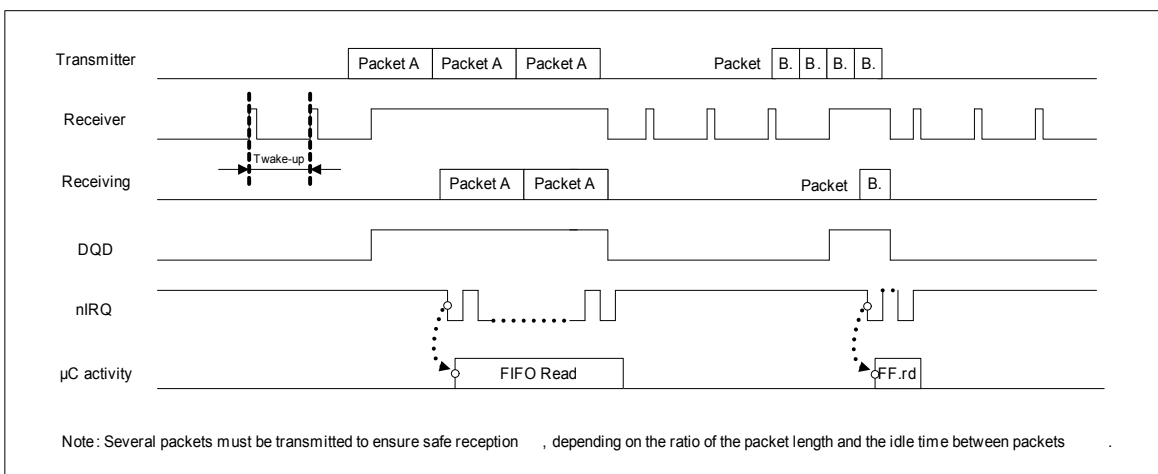 Transmitter
Packet A Packet A Packet A
Packet B. B. B. B.
Receiver
Twake-up
Receiving
Packet A Packet A
Packet B.
DQD
nIRQ
µC activity
FIFO Read
FF.rd
Note: Several packets must be transmitted to ensure safe reception , depending on the ratio of the packet length and the idle time between packets .